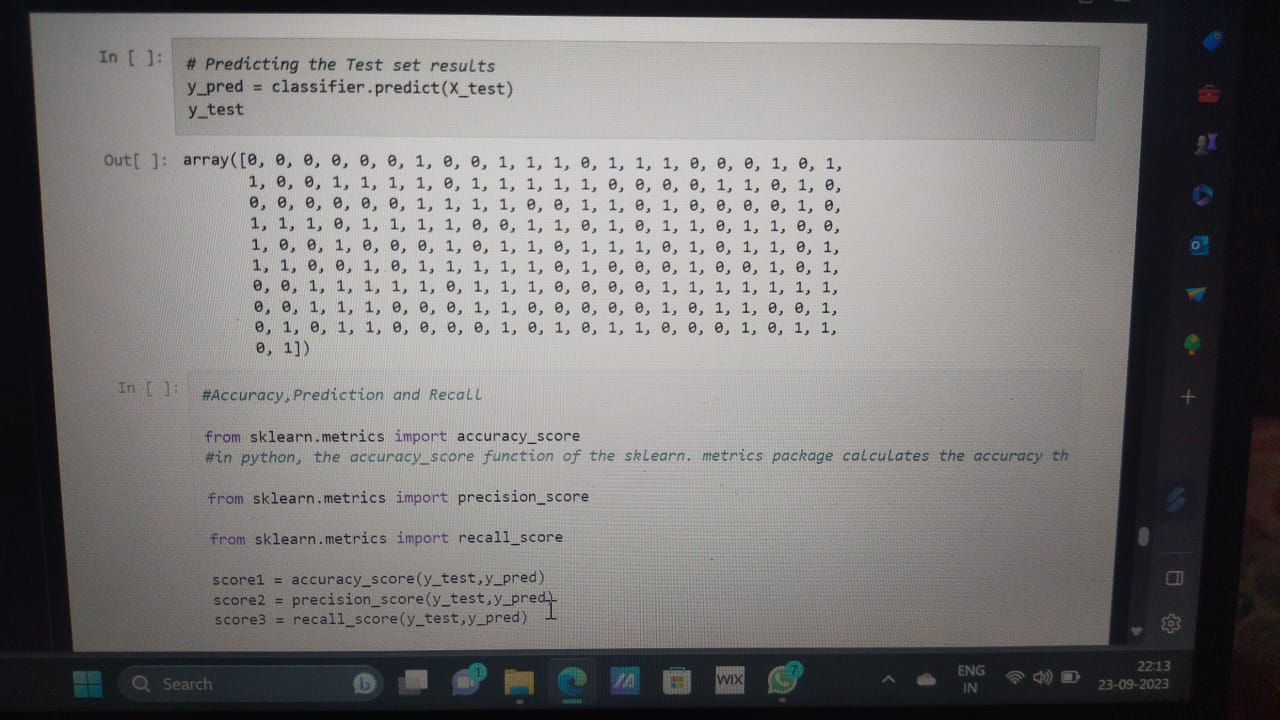 In [ ]:
# Predicting the Test set results
y_pred = classifier.predict(X_test)
y_test
Out[ ]: array([0, 0, 0, 0, 0, 0, 1, 0, 0, 1, 1, 1, 0, 1, 1, 1, 0, 0, 0, 1, 0, 1,
1, 0, 0, 1, 1, 1, 1, 0, 1, 1, 1, 1, 1, 0, 0, 0, 0, 1, 1, 0, 1, 0,
0, 0, 0, 0, 0, 0, 1, 1, 1, 1, 0, 0, 1, 1, 0, 1, 0, 0, 0, 0, 1, 0,
1, 1, 1, 0, 1, 1, 1, 1, 0, 0, 1, 1, 0, 1, 0, 1, 1, 0, 1, 1, 0, 0,
1, 0, 0, 1, 0, 0, 0, 1, 0, 1, 1, 0, 1, 1, 1, 0, 1, 0, 1, 1, 0, 1,
1, 1, 0, 0, 1, 0, 1, 1, 1, 1, 1, 0, 1, 0, 0, 0, 1, 0, 0, 1, 0, 1,
0, 0, 1, 1, 1, 1, 1, 0, 1, 1, 1, 0, 0, 0, 0, 1, 1, 1, 1, 1, 1, 1,
0, 0, 1, 1, 1, 0, 0, 0, 1, 1, 0, 0, 0, 0, 0, 1, 0, 1, 1, 0, 0, 1,
0, 1, 0, 1, 1, 0, 0, 0, 0, 1, 0, 1, 0, 1, 1, 0, 0, 0, 1, 0, 1, 1,
0, 1])
In [ ]:
#Accuracy,Prediction and Recall
from sklearn.metrics import accuracy_score
#in python, the accuracy_score function of the sklearn. metrics package calculates the accuracy th
from sklearn.metrics import precision_score
from sklearn.metrics import recall_score
score1 = accuracy_score(y_test,y_pred)
score2 = precision_score(y_test,y_pred)
score3 = recall_score(y_test,y_pred)
Search
1
WIX
7
ENG
IN
22:13
23-09-2023